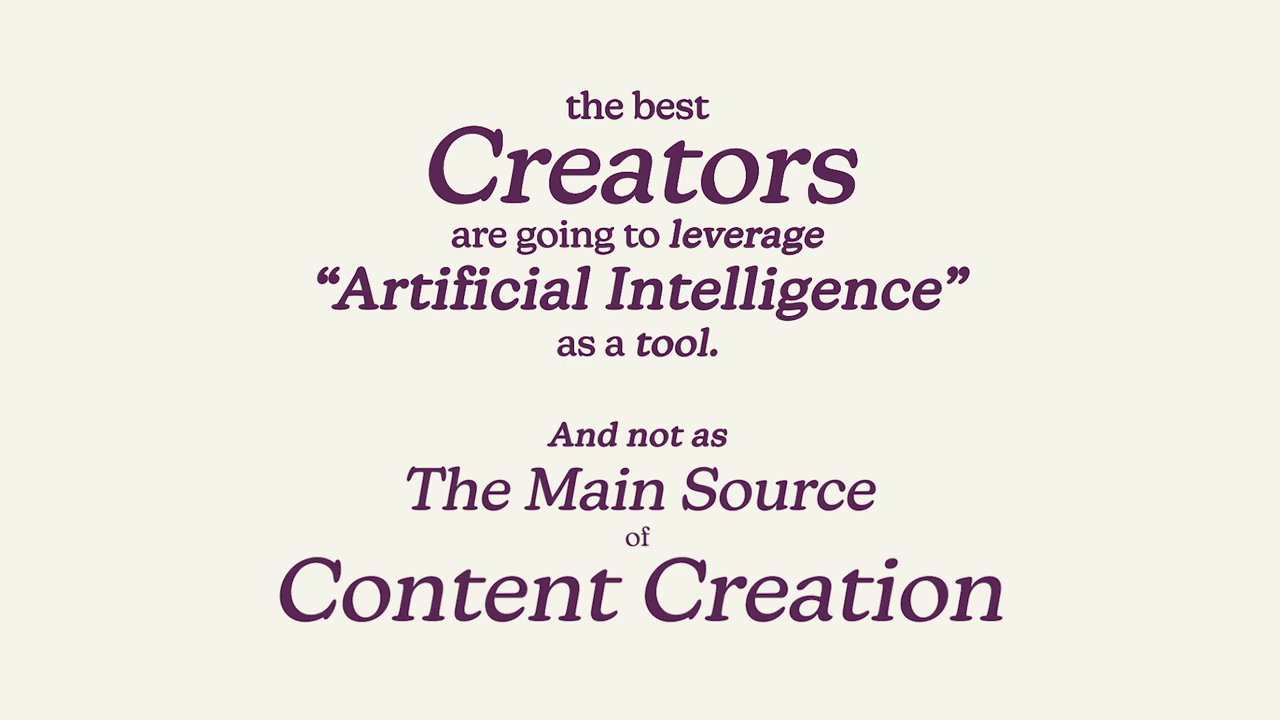 the best
Creators
are going to leverage
“Artificial Intelligence”
as a tool.
And not as
The Main Source
of
Content Creation